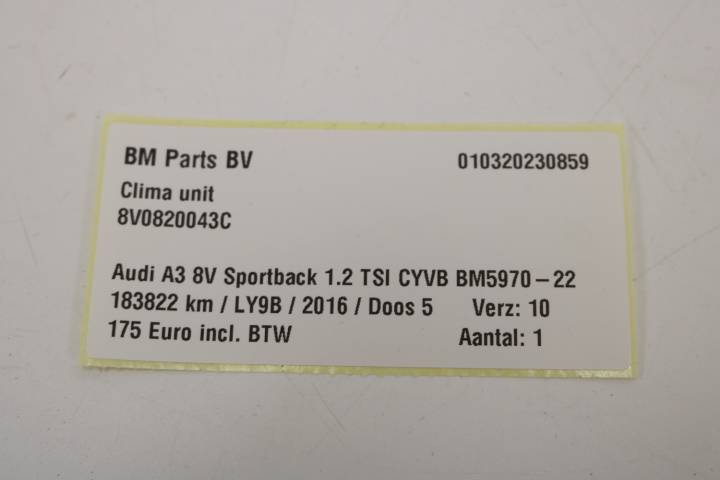 BM Parts BV 010320230859
Clima unit
8V0820043C
Audi A3 8V Sportback 1.2 TSI CYVB BM5970-22
183822 km / LY9B / 2016 / Doos 5 Verz: 10
175 Euro incl. BTW Aantal: 1